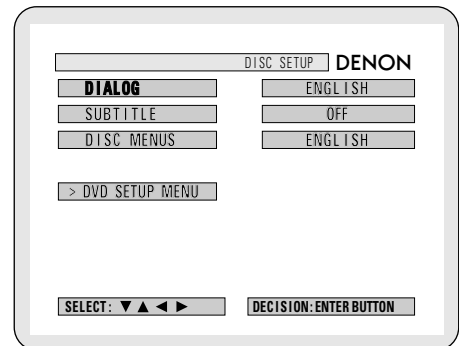 DISC SETUP DENON
DIALOG ENGLISH
SUBTITLE OFF
DISC MENUS ENGLISH
> DVD SETUP MENU
SELECT: ▼ ▲ ◄ ► DECISION: ENTER BUTTON